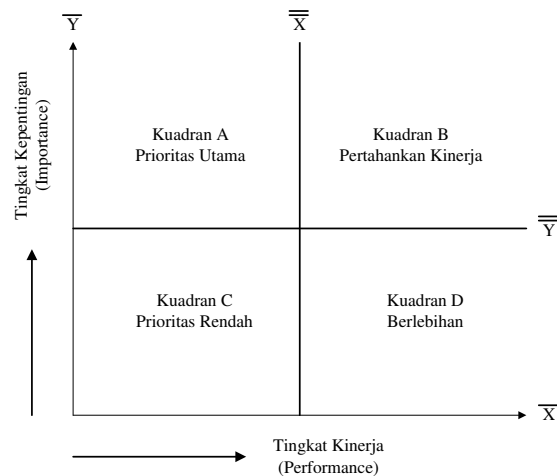 Y̅
X̿
Tingkat Kepentingan
(Importance)
Kuadran A
Prioritas Utama
Kuadran B
Pertahankan Kinerja
Y̿
Kuadran C
Prioritas Rendah
Kuadran D
Berlebihan
X̅
Tingkat Kinerja
(Performance)